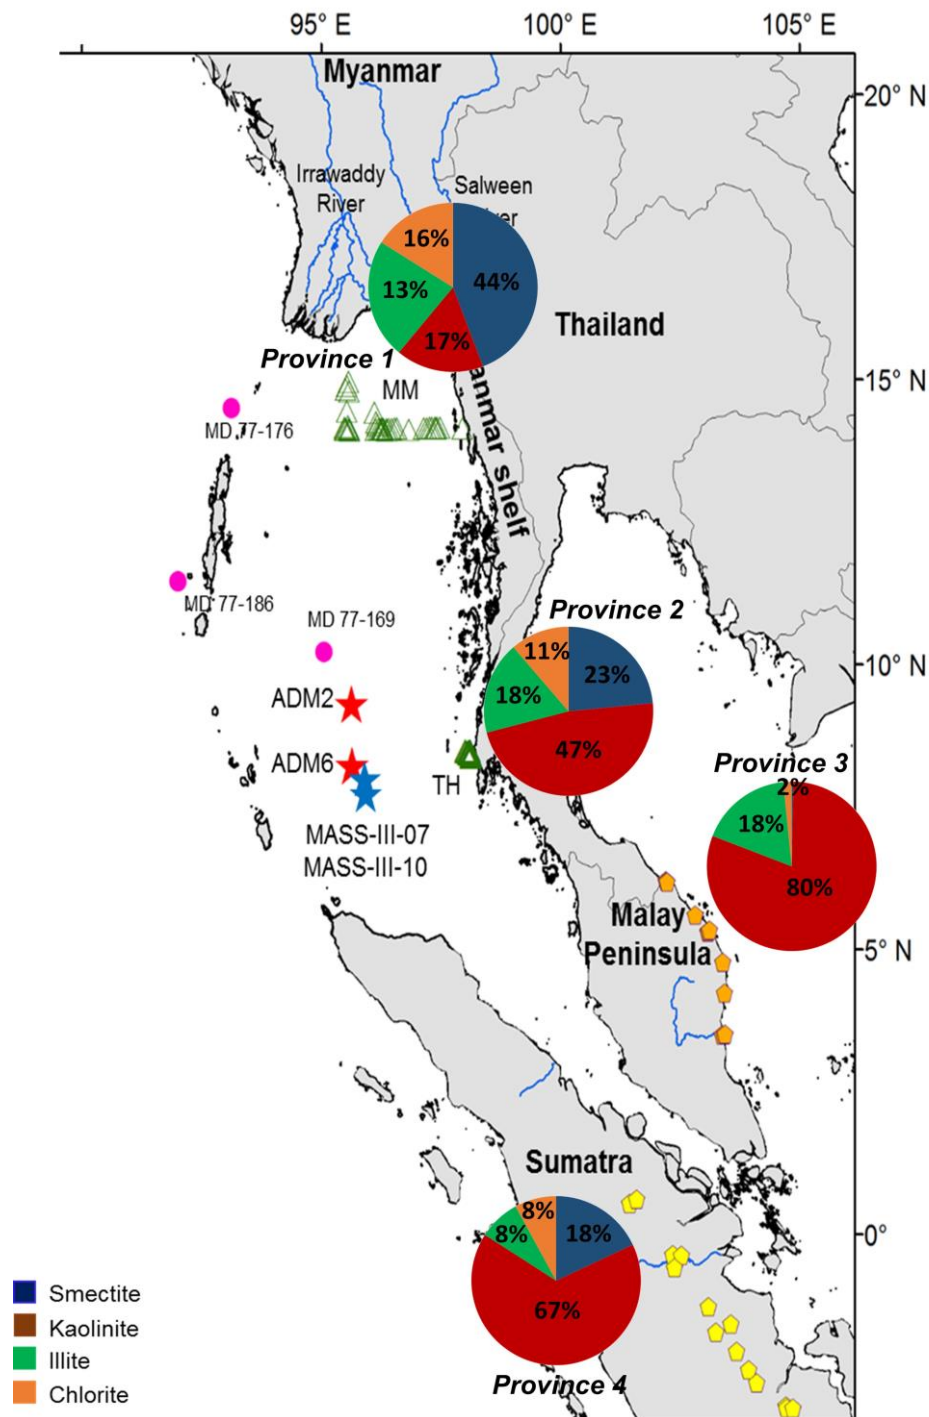 95° E 100° E 105° E
Myanmar
20° N
Irrawaddy
River
Salween
16%
44%
13%
17%
Thailand
Province 1
15° N
MM
MD 77-176
shelf
MD 77-186
Province 2
MD 77-169
11%
23%
18%
47%
10° N
ADM2
ADM6
TH
Province 3
2%
18%
80%
MASS-III-07
MASS-III-10
Malay
Peninsula
5° N
Sumatra
8%
18%
8%
67%
0°
Province 4
Smectite
Kaolinite
Illite
Chlorite